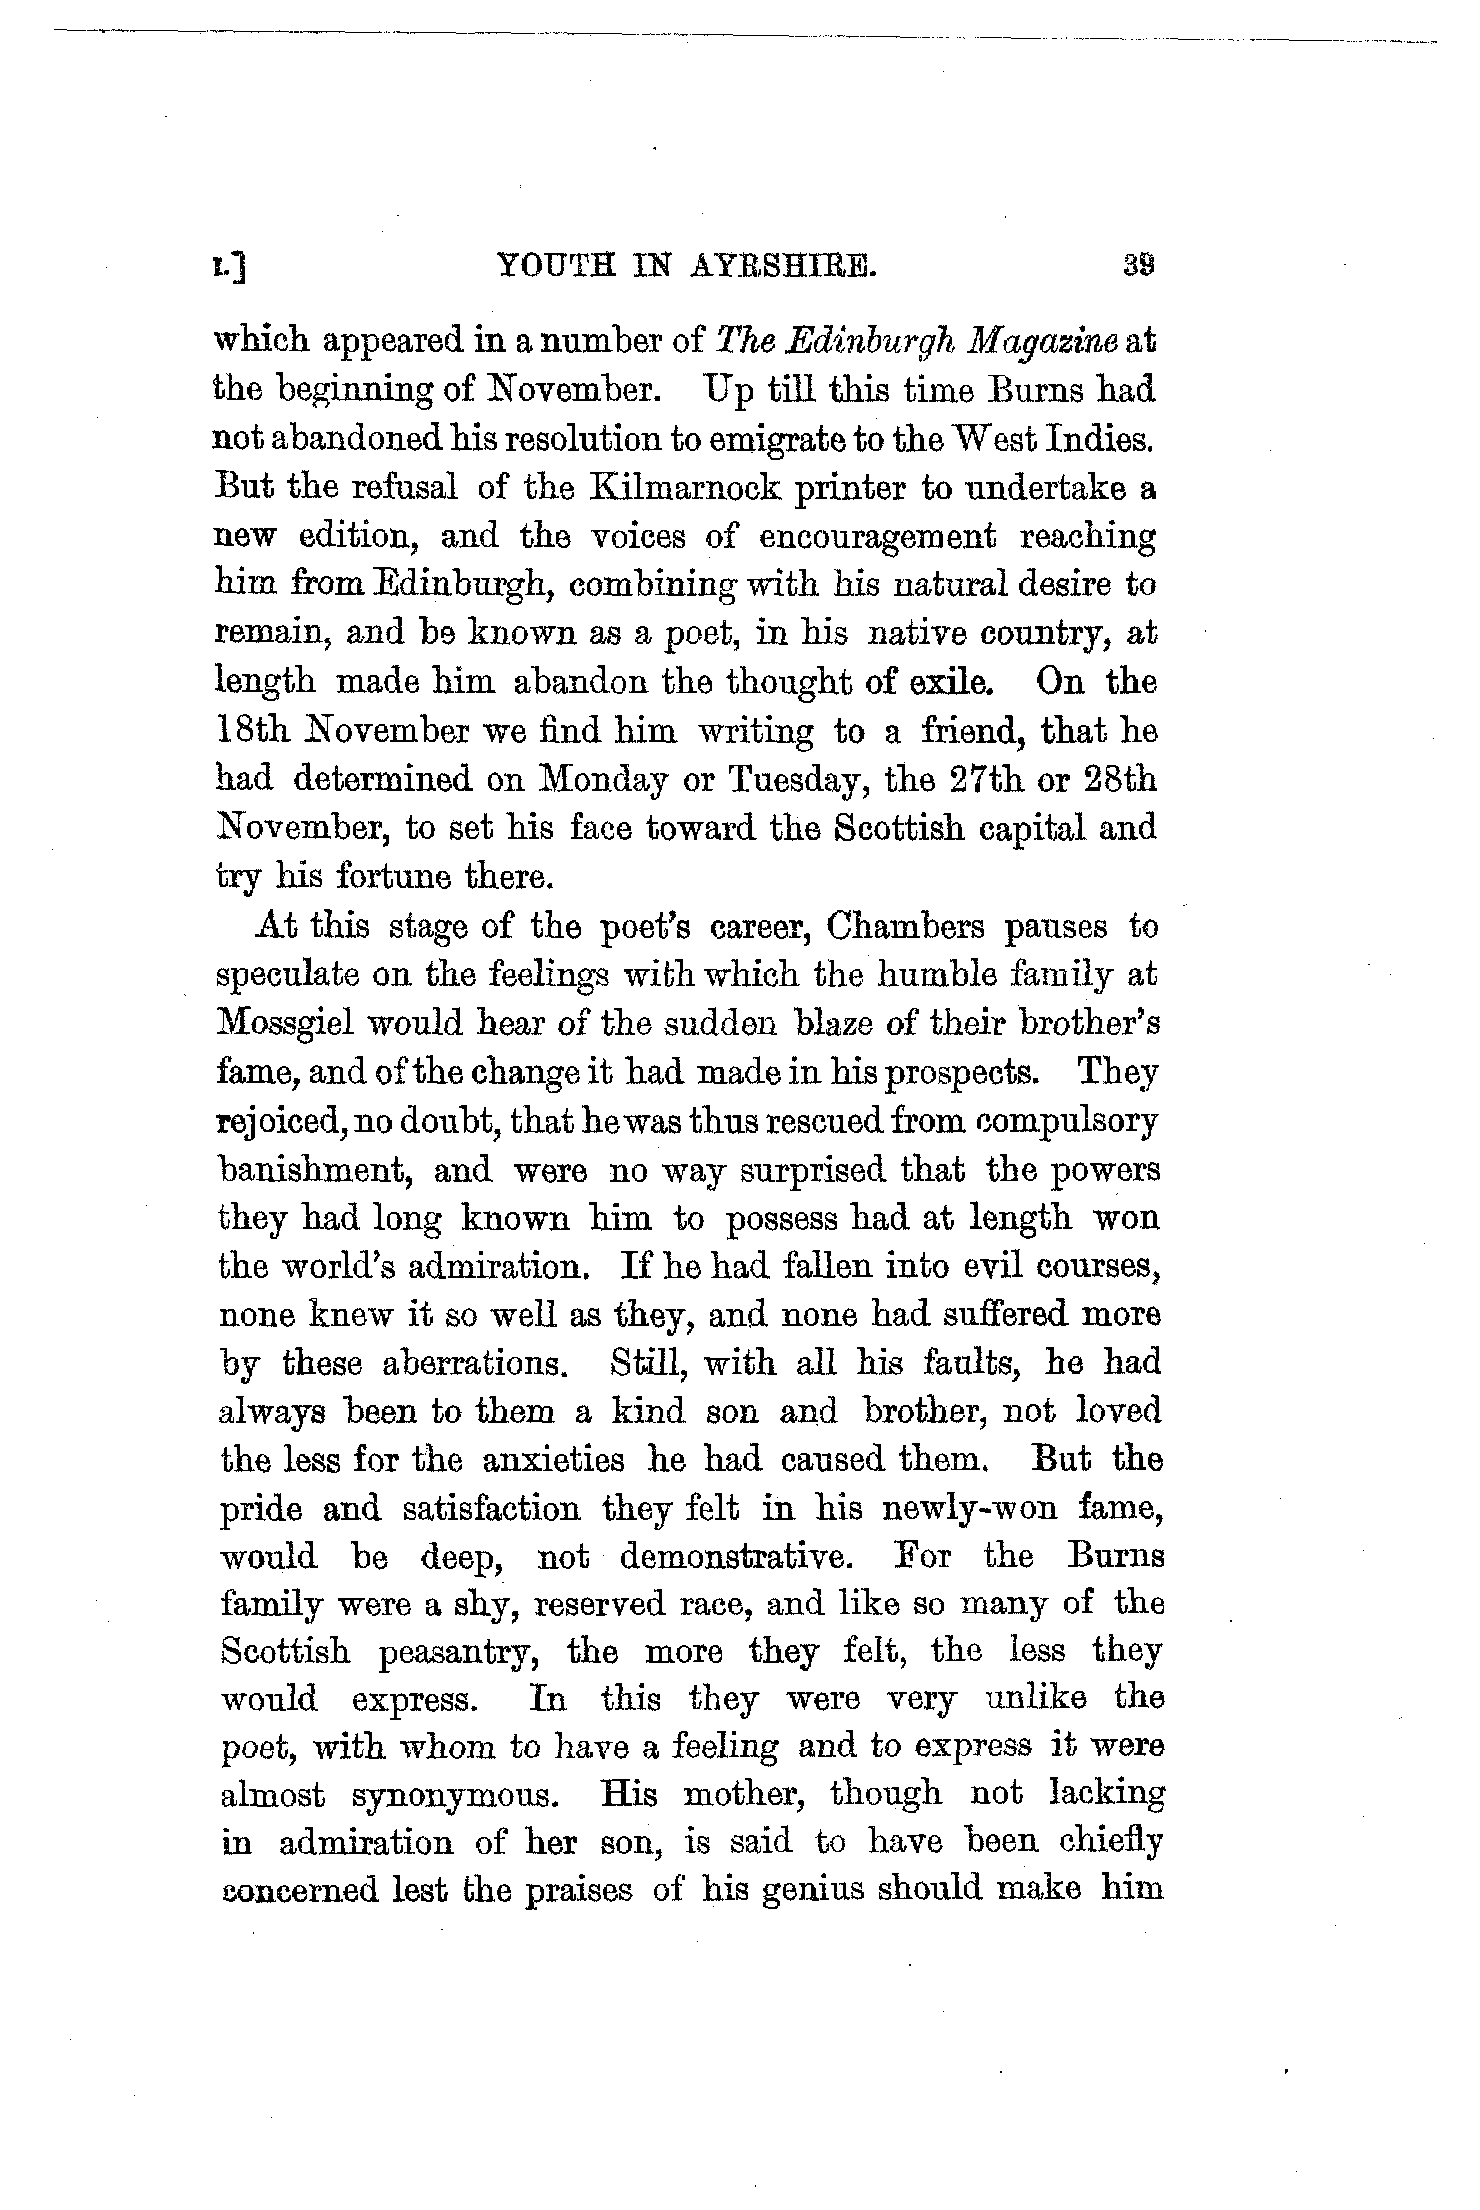 I.] YOUTH IN AYRSHIRE. 39
which appeared in a number of The Edinburgh Magazine at
the beginning of November. Up till this time Burns had
not abandoned his resolution to emigrate to the West Indies.
But the refusal of the Kilmarnock printer to undertake a
new edition, and the voices of encouragement reaching
him from Edinburgh, combining with his natural desire to
remain, and be known as a poet, in his native country, at
length made him abandon the thought of exile. On the
18th November we find him writing to a friend, that he
had determined on Monday or Tuesday, the 27th or 28th
November, to set his face toward the Scottish capital and
try his fortune there.
At this stage of the poet's career, Chambers pauses to
speculate on the feelings with which the humble family at
Mossgiel would hear of the sudden blaze of their brother's
fame, and of the change it had made in his prospects. They
rejoiced, no doubt, that he was thus rescued from compulsory
banishment, and were no way surprised that the powers
they had long known him to possess had at length won
the world's admiration. If he had fallen into evil courses,
none knew it so well as they, and none had suffered more
by these aberrations. Still, with all his faults, he had
always been to them a kind son and brother, not loved
the less for the anxieties he had caused them. But the
pride and satisfaction they felt in his newly-won fame,
would be deep, not demonstrative. For the Burns
family were a shy, reserved race, and like so many of the
Scottish peasantry, the more they felt, the less they
would express. In this they were very unlike the
poet, with whom to have a feeling and to express it were
almost synonymous. His mother, though not lacking
in admiration of her son, is said to have been chiefly
concerned lest the praises of his genius should make him